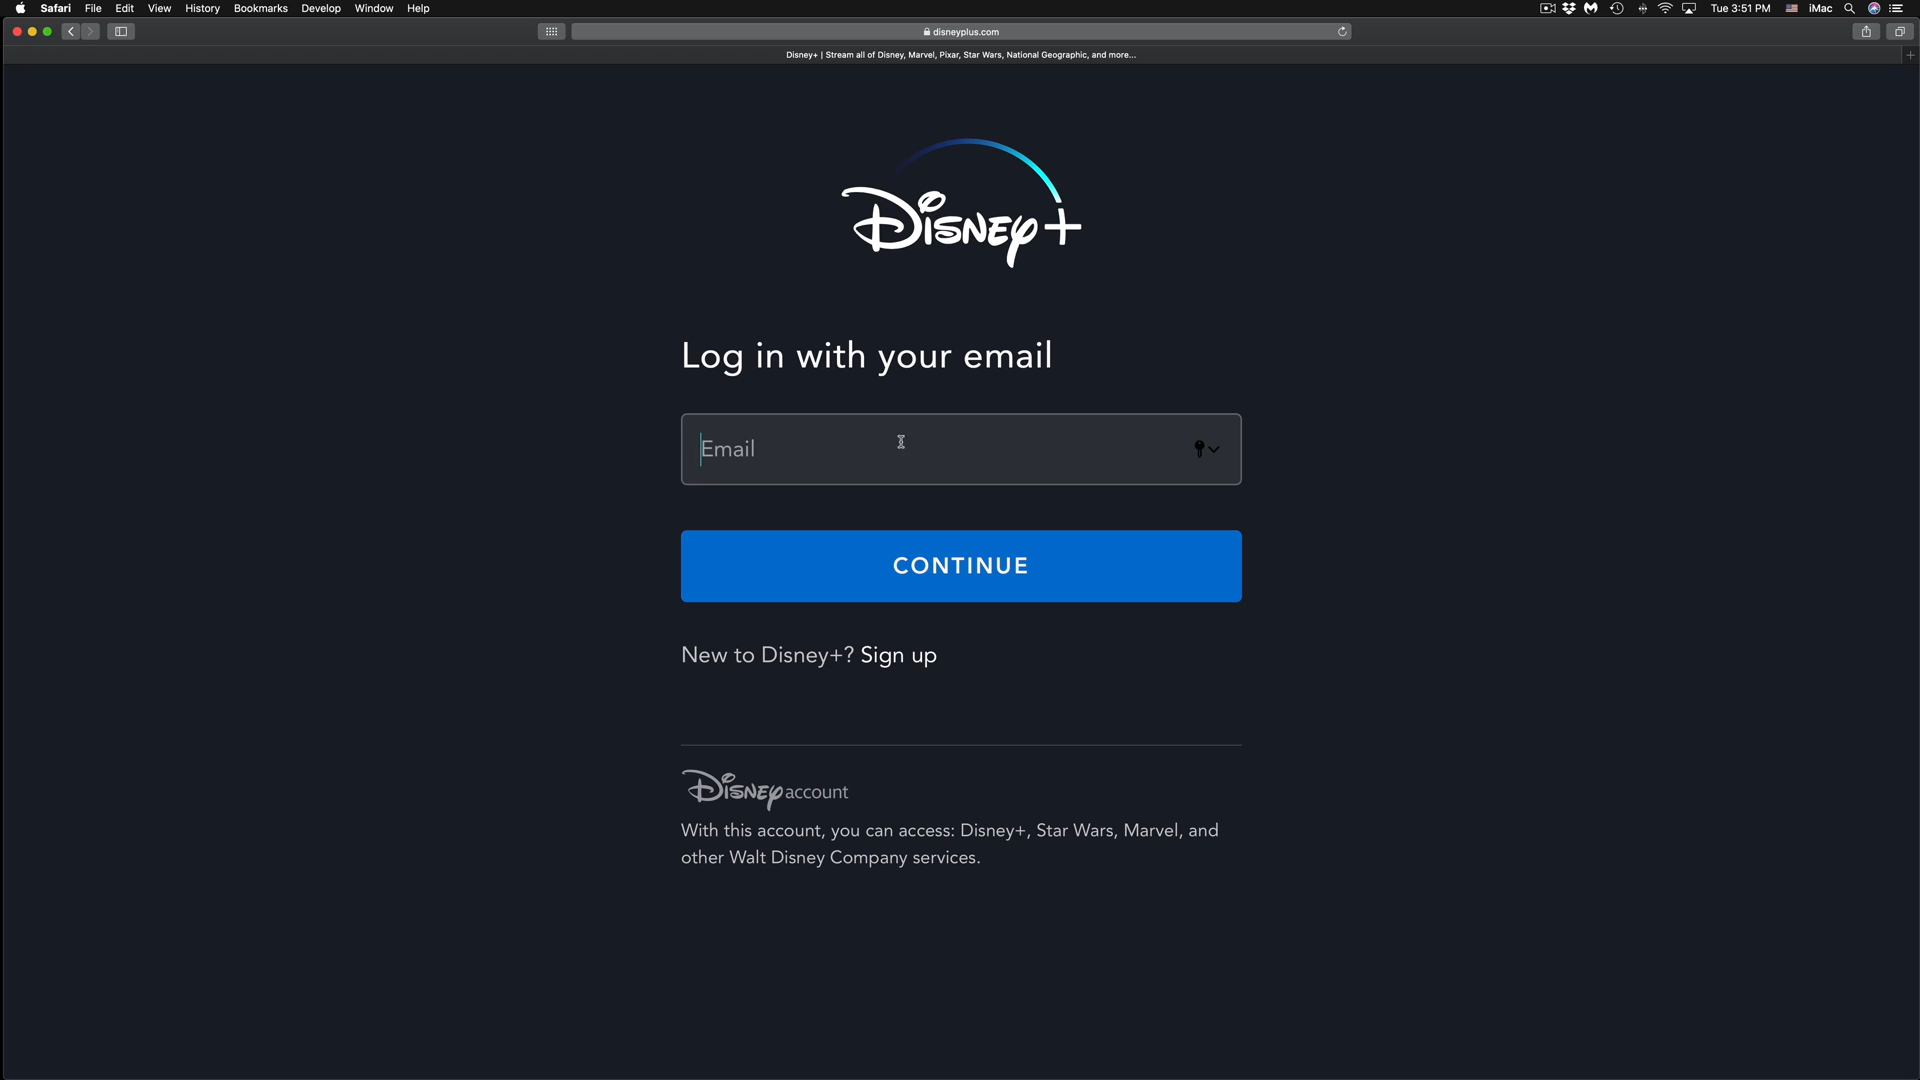 Safari File Edit View History Bookmarks Develop Window Help Tue 3:51 PM iMac
disneyplus.com
Disney+ | Stream all of Disney, Marvel, Pixar, Star Wars, National Geographic, and more...
Disney+
Log in with your email
Email
CONTINUE
New to Disney+? Sign up
Disney account
With this account, you can access: Disney+, Star Wars, Marvel, and
other Walt Disney Company services.